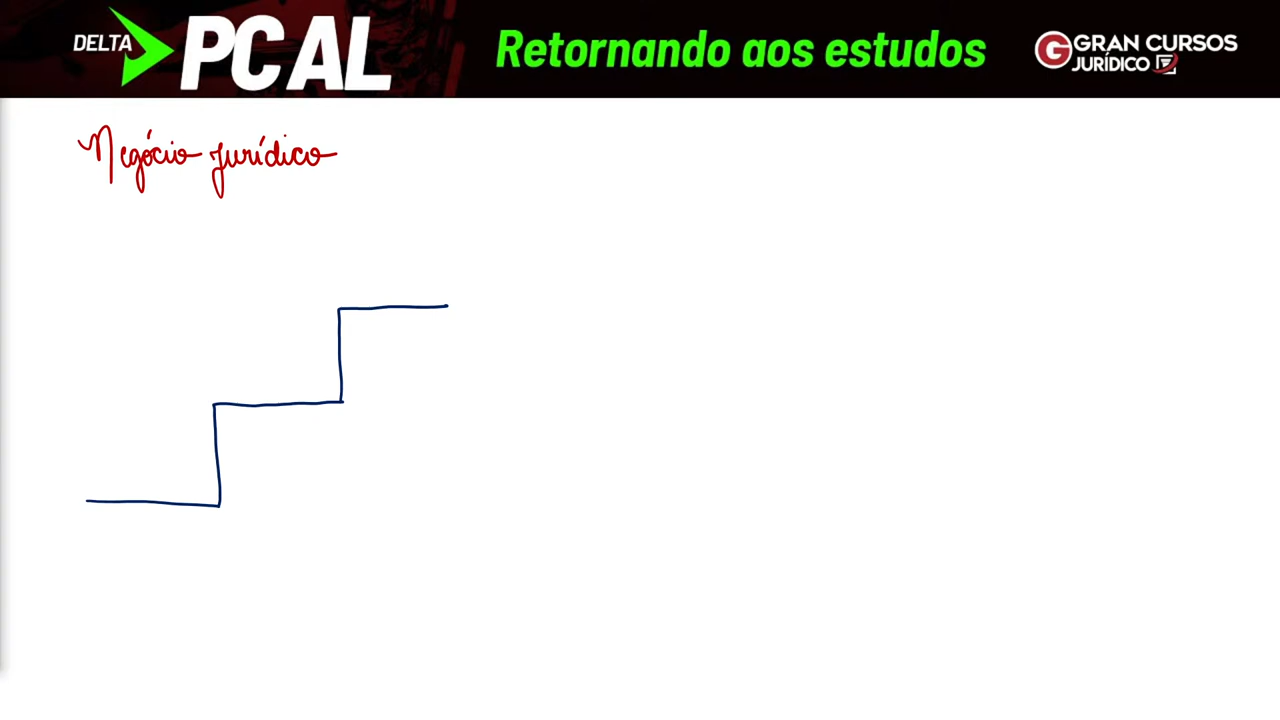 DELTA PC AL
Retornando aos estudos
GRAN CURSOS
JURÍDICO
Negócio jurídico